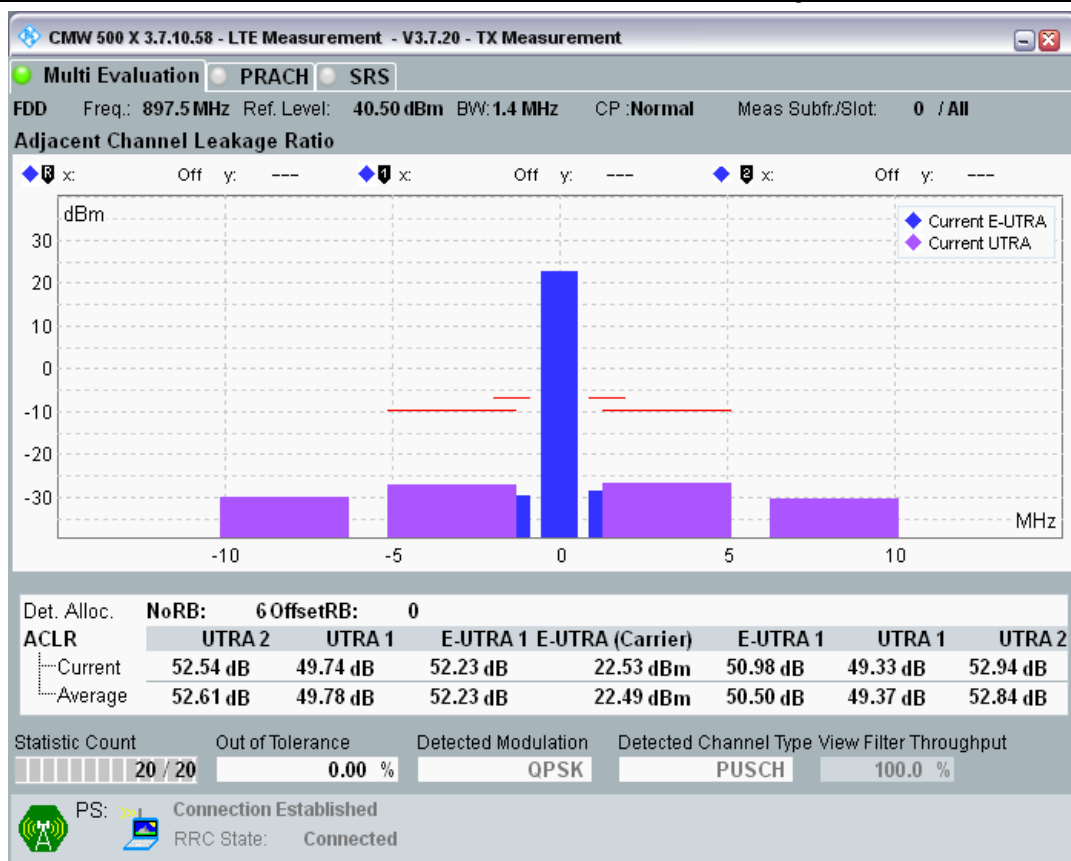 CMW 500 X 3.7.10.58 - LTE Measurement - V3.7.20 - TX Measurement
Multi Evaluation PRACH SRS
FDD Freq.: 897.5 MHz Ref. Level: 40.50 dBm BW: 1.4 MHz CP :Normal Meas Subfr./Slot: 0 / All
Adjacent Channel Leakage Ratio
R x: Off y: --- 1 x: Off y: --- 2 x: Off y: ---
dBm
Current E-UTRA
Current UTRA
30
20
10
0
-10
-20
-30
MHz
-10 -5 0 5 10
Det. Alloc. NoRB: 6 OffsetRB: 0
ACLR UTRA 2 UTRA 1 E-UTRA 1 E-UTRA (Carrier) E-UTRA 1 UTRA 1 UTRA 2
Current 52.54 dB 49.74 dB 52.23 dB 22.53 dBm 50.98 dB 49.33 dB 52.94 dB
Average 52.61 dB 49.78 dB 52.23 dB 22.49 dBm 50.50 dB 49.37 dB 52.84 dB
Statistic Count Out of Tolerance Detected Modulation Detected Channel Type View Filter Throughput
20 / 20 0.00 % QPSK PUSCH 100.0 %
PS: Connection Established
RRC State: Connected